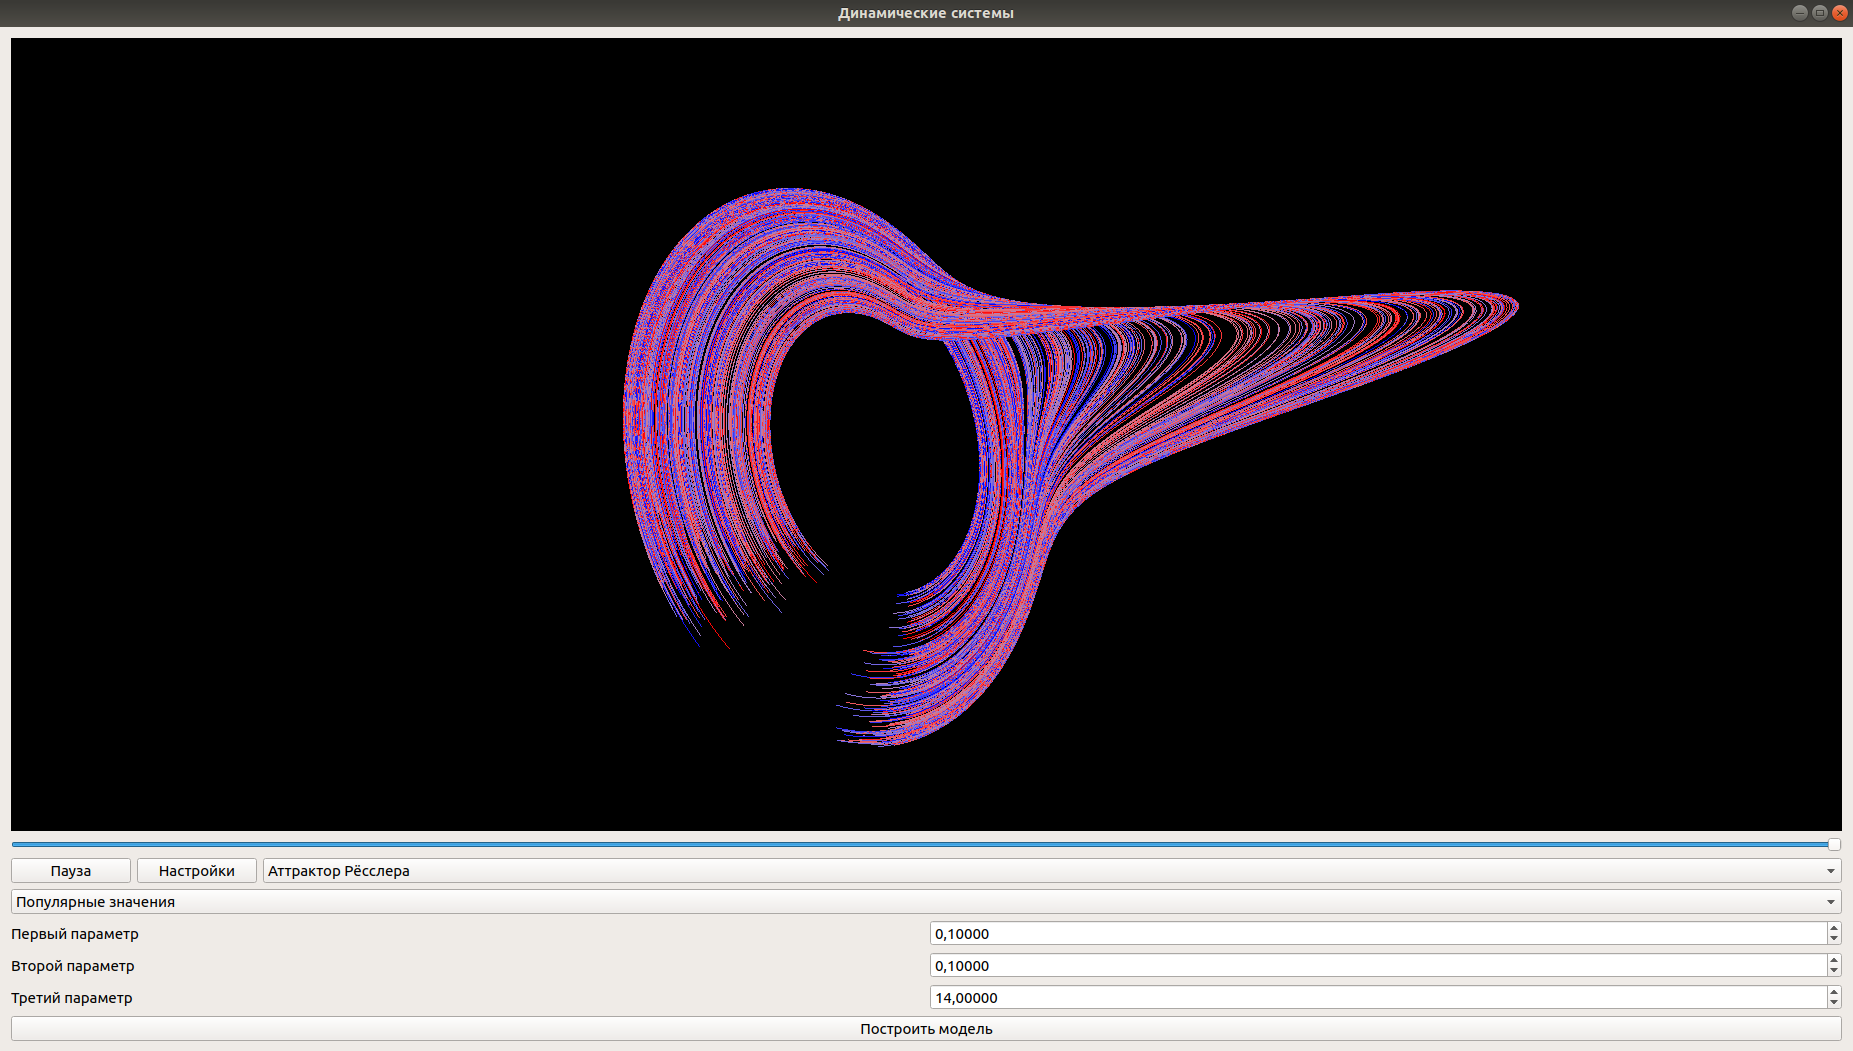 Динамические системы
Пауза
Настройки
Аттрактор Рёсслера
Популярные значения
Первый параметр
0,10000
Второй параметр
0,10000
Третий параметр
14,00000
Построить модель